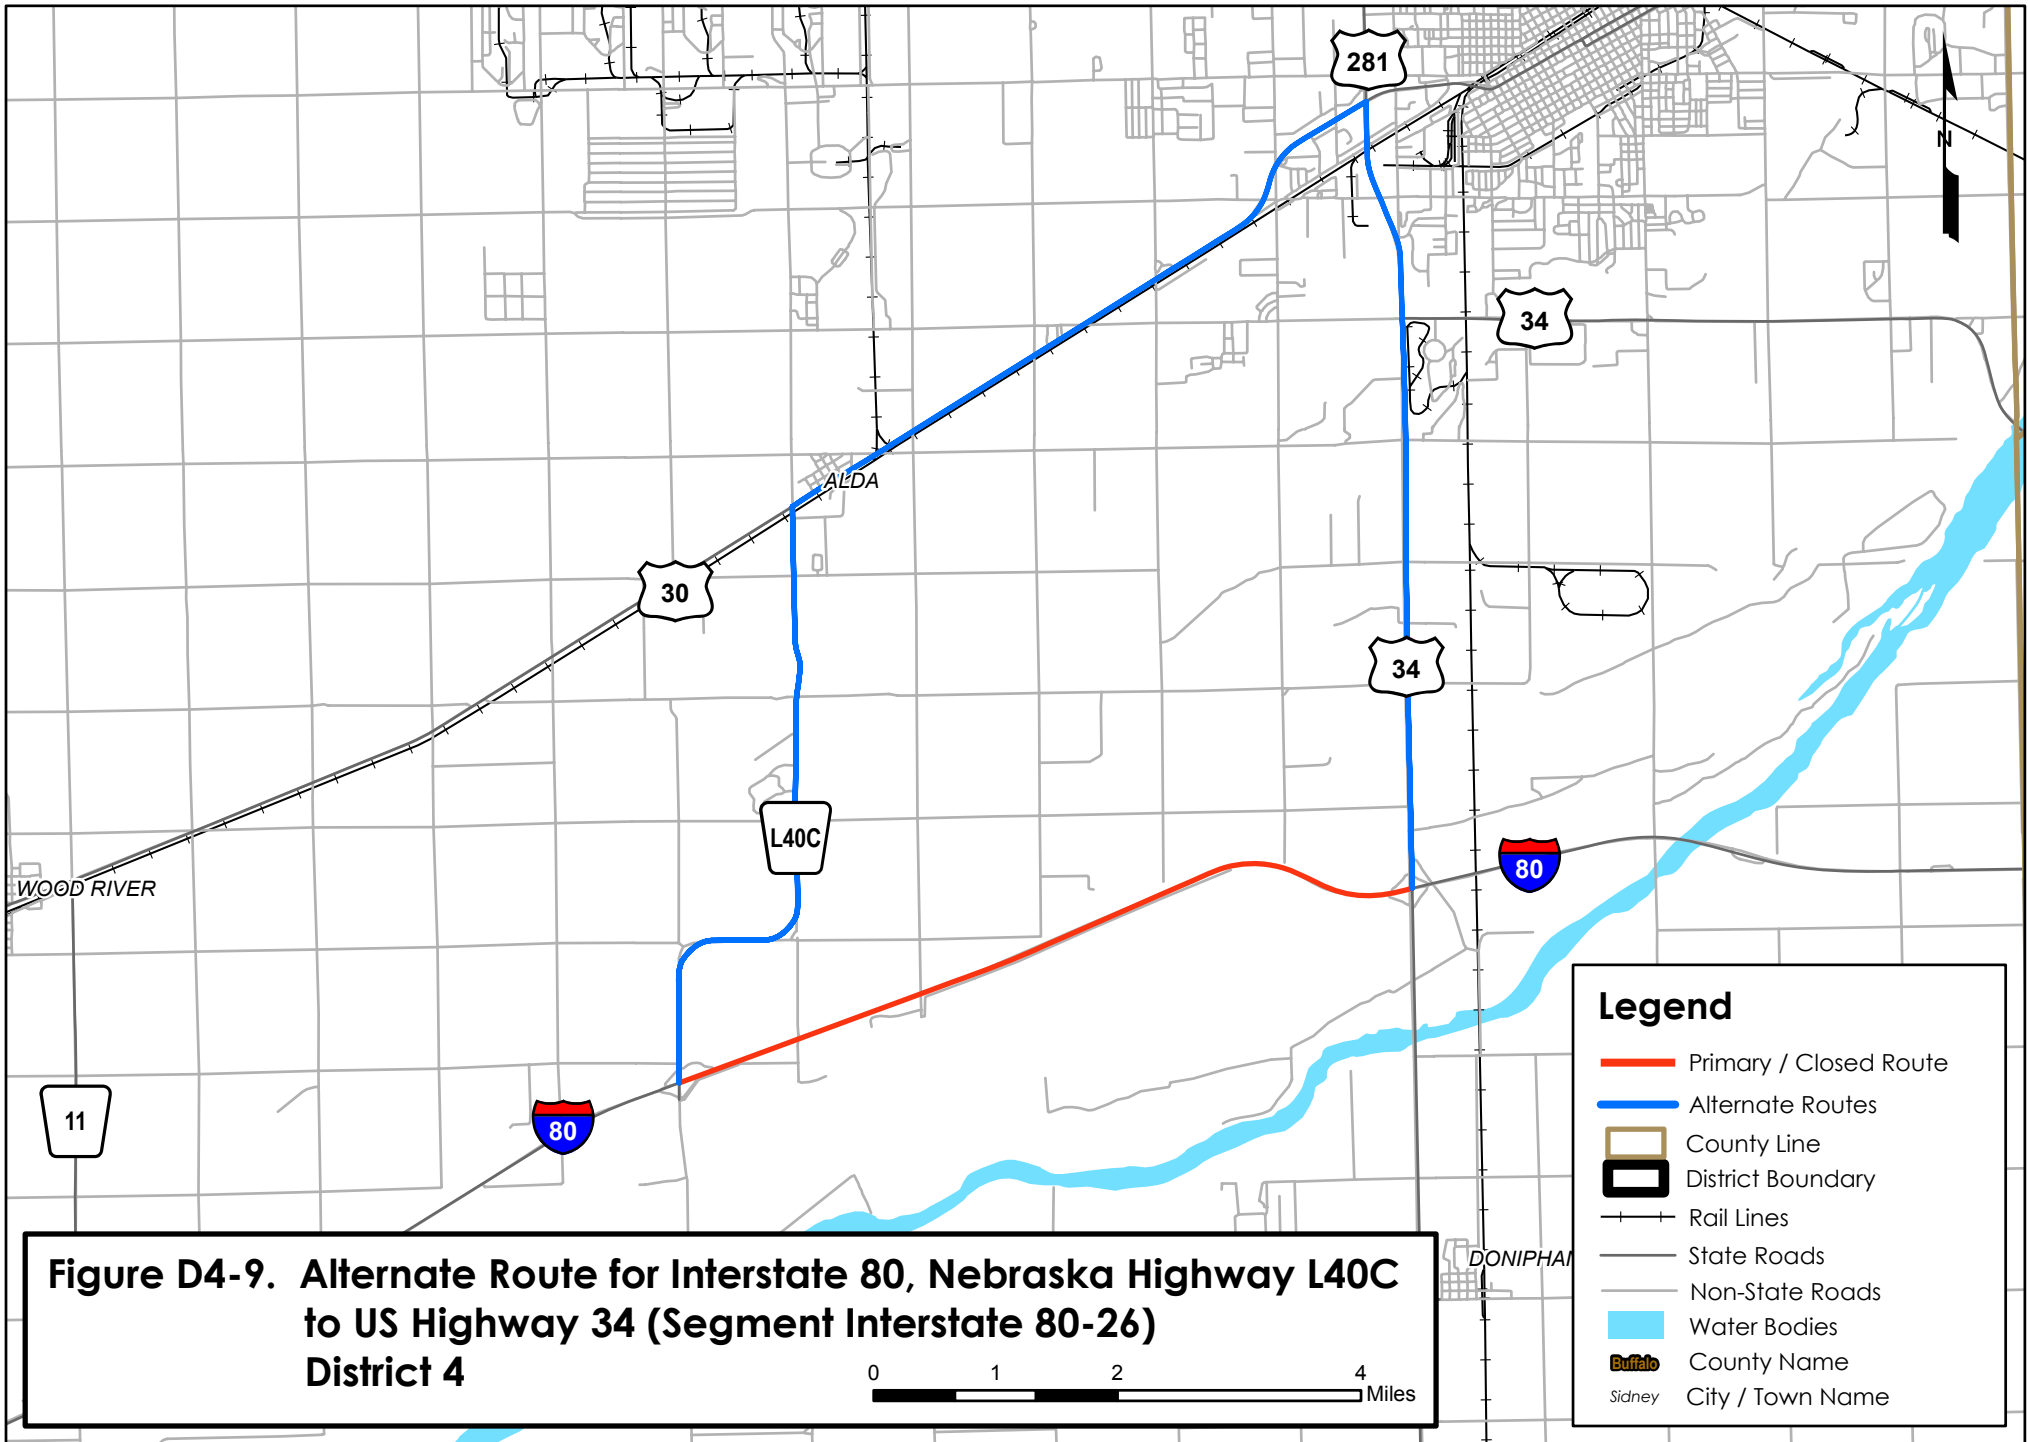 281
N
34
ALDA
30
34
L40C
80
WOOD RIVER
11
80
DONIPHAN
Legend
Primary / Closed Route
Alternate Routes
County Line
District Boundary
Rail Lines
State Roads
Non-State Roads
Water Bodies
Buffalo County Name
Sidney City / Town Name
Figure D4-9. Alternate Route for Interstate 80, Nebraska Highway L40C
to US Highway 34 (Segment Interstate 80-26)
District 4
0 1 2 4
Miles